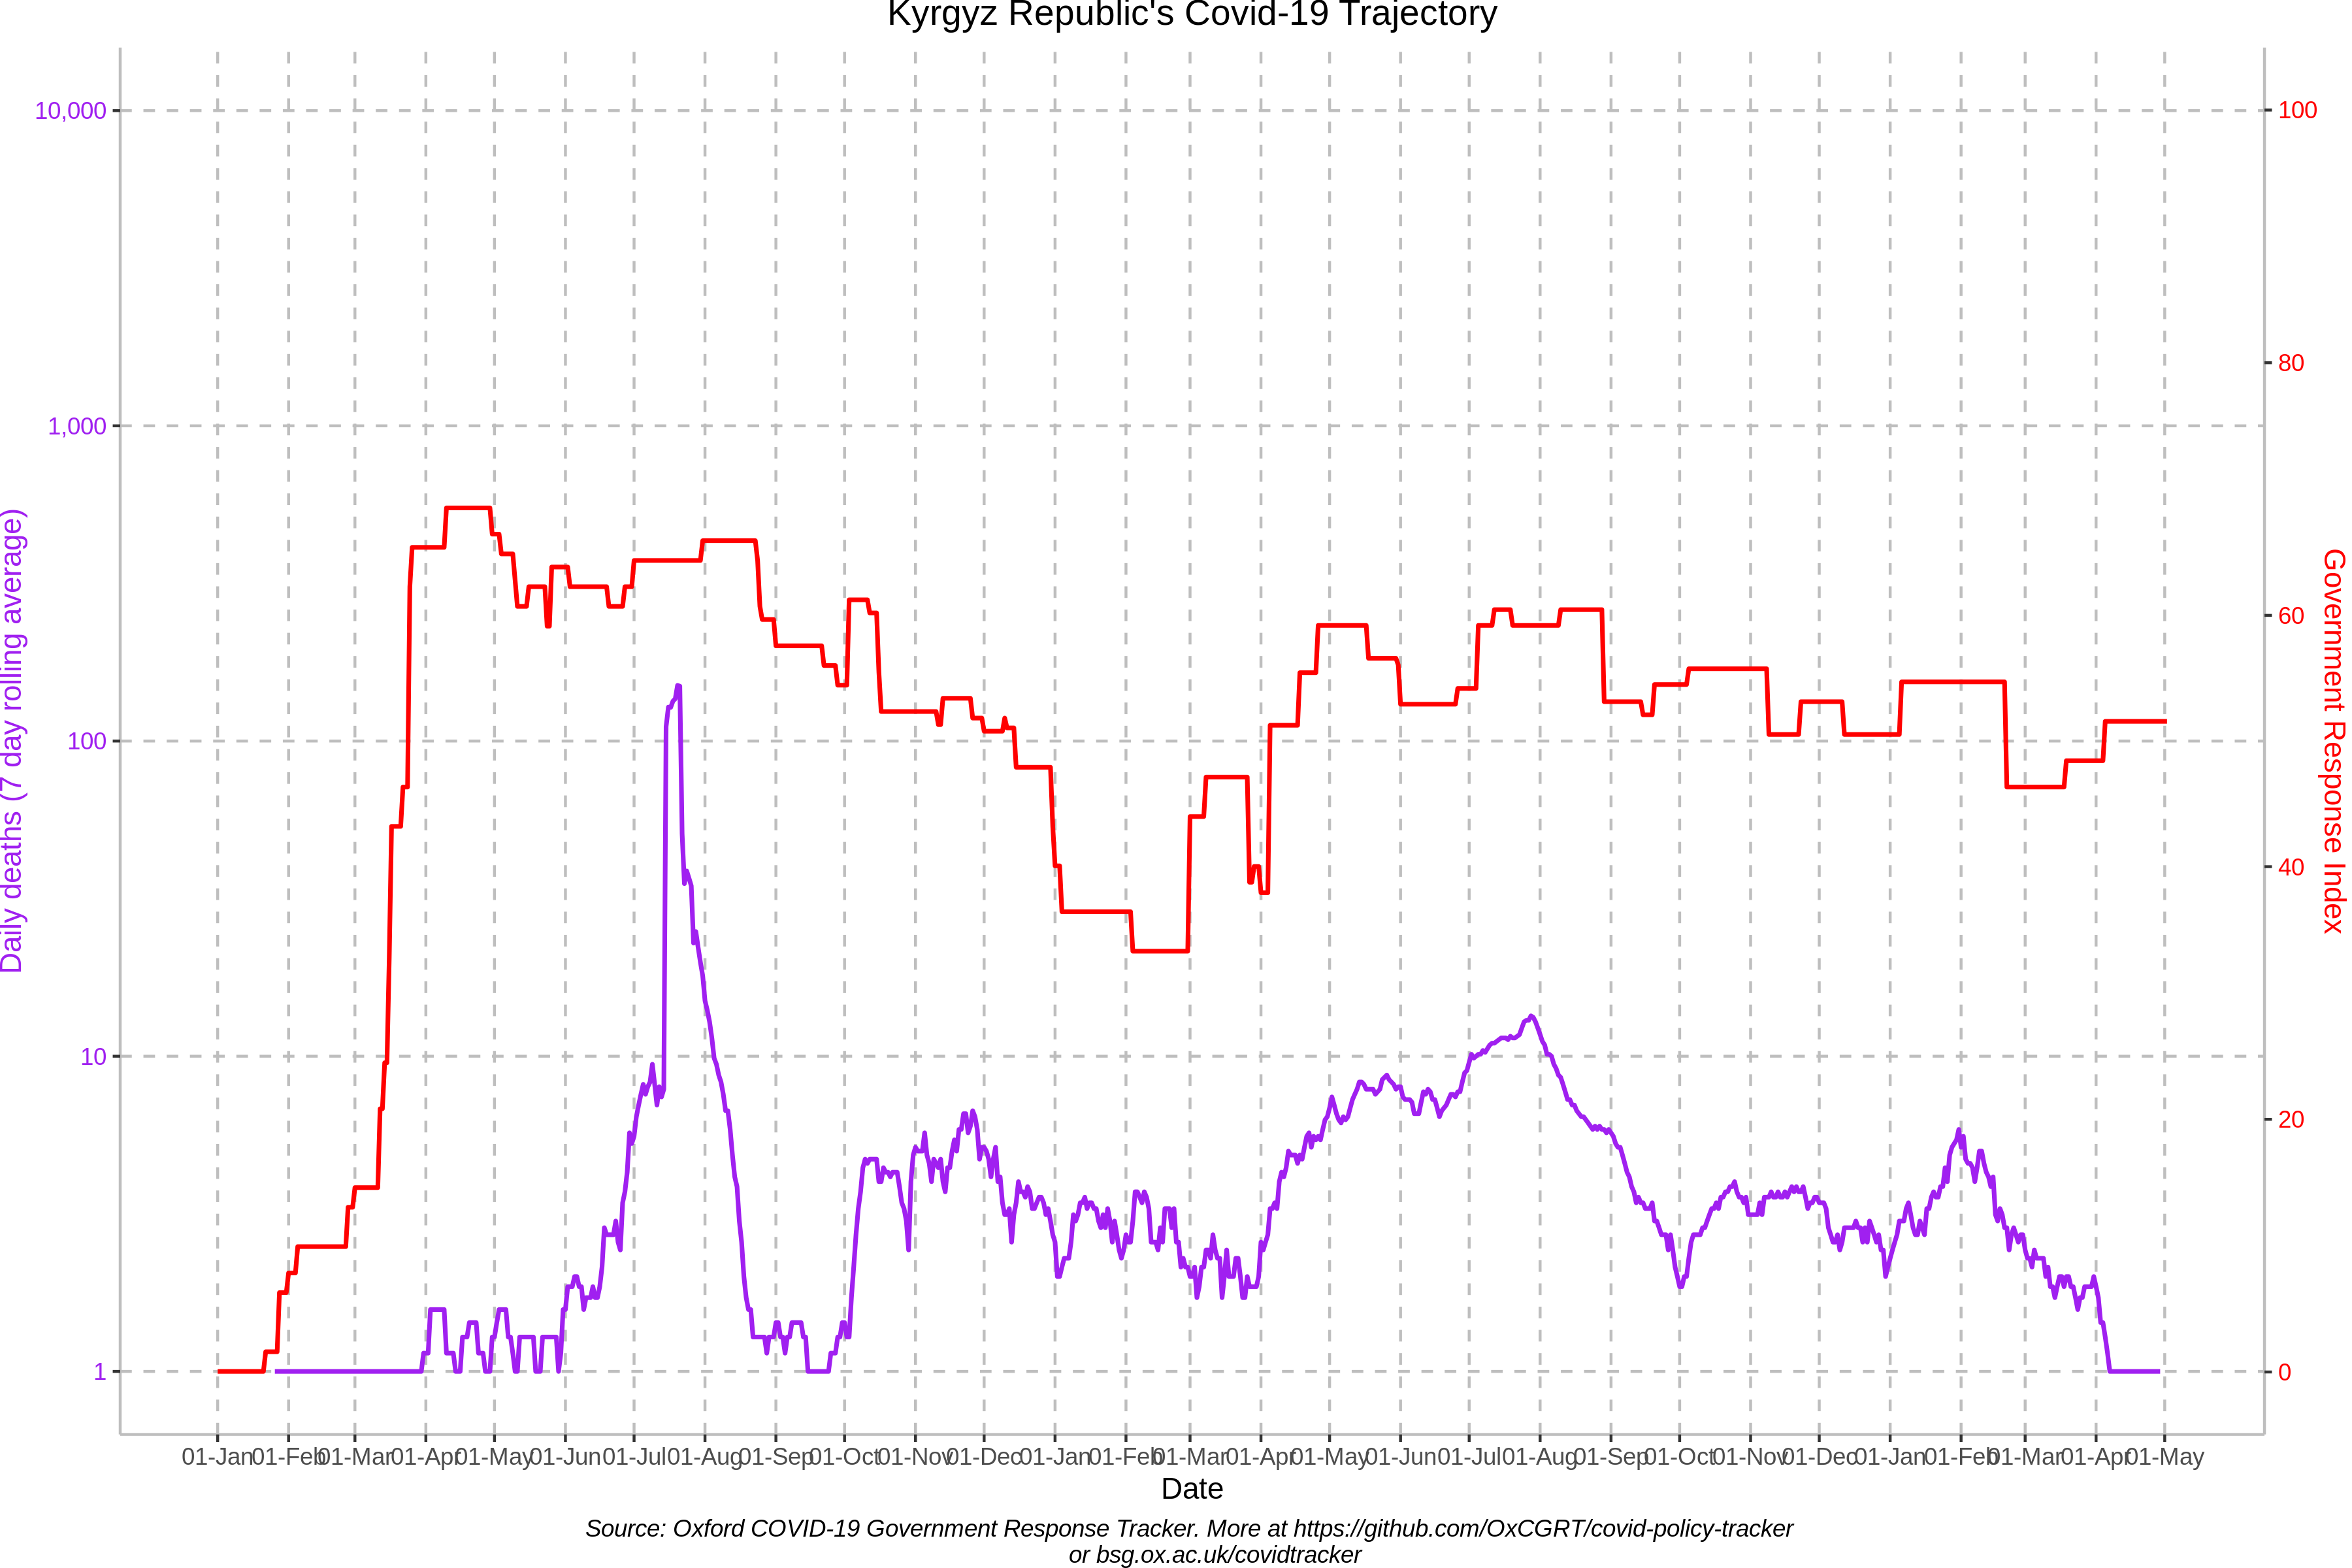 Kyrgyz Republic's Covid-19 Trajectory
10,000
1,000
100
10
1
Daily deaths (7 day rolling average)
100
80
60
40
20
0
Government Response Index
01-Jan 01-Feb 01-Mar 01-Apr 01-May 01-Jun 01-Jul 01-Aug 01-Sep 01-Oct 01-Nov 01-Dec 01-Jan 01-Feb 01-Mar 01-Apr 01-May 01-Jun 01-Jul 01-Aug 01-Sep 01-Oct 01-Nov 01-Dec 01-Jan 01-Feb 01-Mar 01-Apr 01-May
Date
Source: Oxford COVID-19 Government Response Tracker. More at https://github.com/OxCGRT/covid-policy-tracker
or bsg.ox.ac.uk/covidtracker